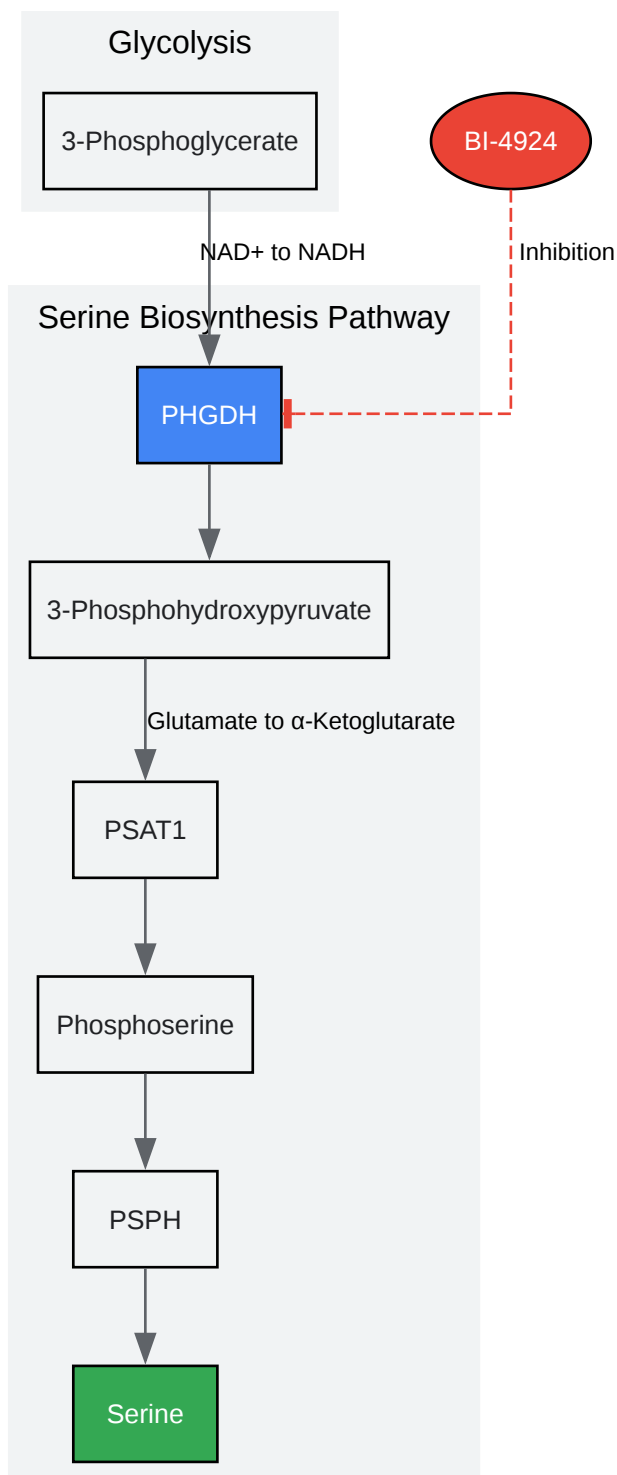 Glycolysis
3-Phosphoglycerate
BI-4924
NAD+ to NADH
Inhibition
Serine Biosynthesis Pathway
PHGDH
3-Phosphohydroxypyruvate
Glutamate to α-Ketoglutarate
PSAT1
Phosphoserine
PSPH
Serine